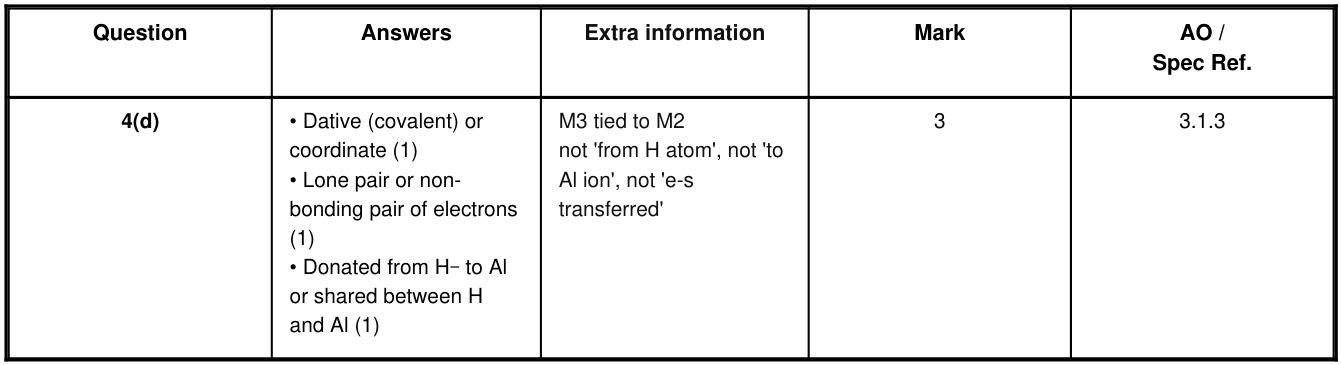 Question Answers Extra information Mark AO /
Spec Ref.
4(d)
• Dative (covalent) or
coordinate (1)
• Lone pair or non-
bonding pair of electrons
(1)
• Donated from H– to Al
or shared between H
and Al (1)
M3 tied to M2
not 'from H atom', not 'to
Al ion', not 'e-s
transferred'
3
3.1.3